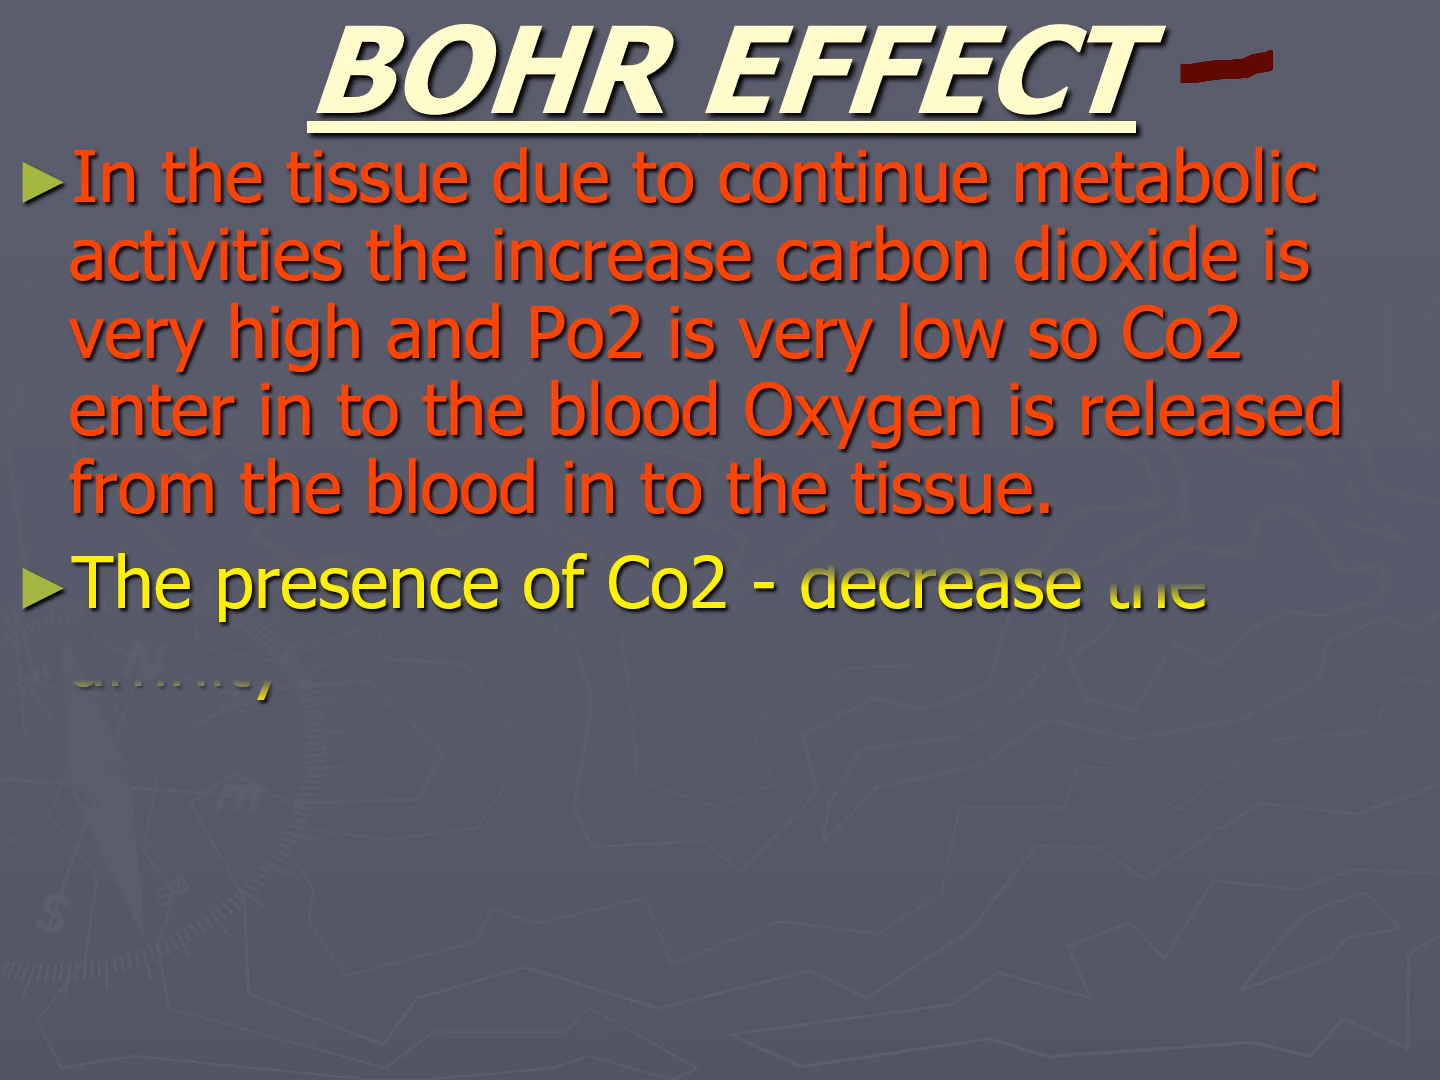 BOHR EFFECT
►In the tissue due to continue metabolic
activities the increase carbon dioxide is
very high and Po2 is very low so Co2
enter in to the blood Oxygen is released
from the blood in to the tissue.
►The presence of Co2 - decrease the
affinity
N
E
S